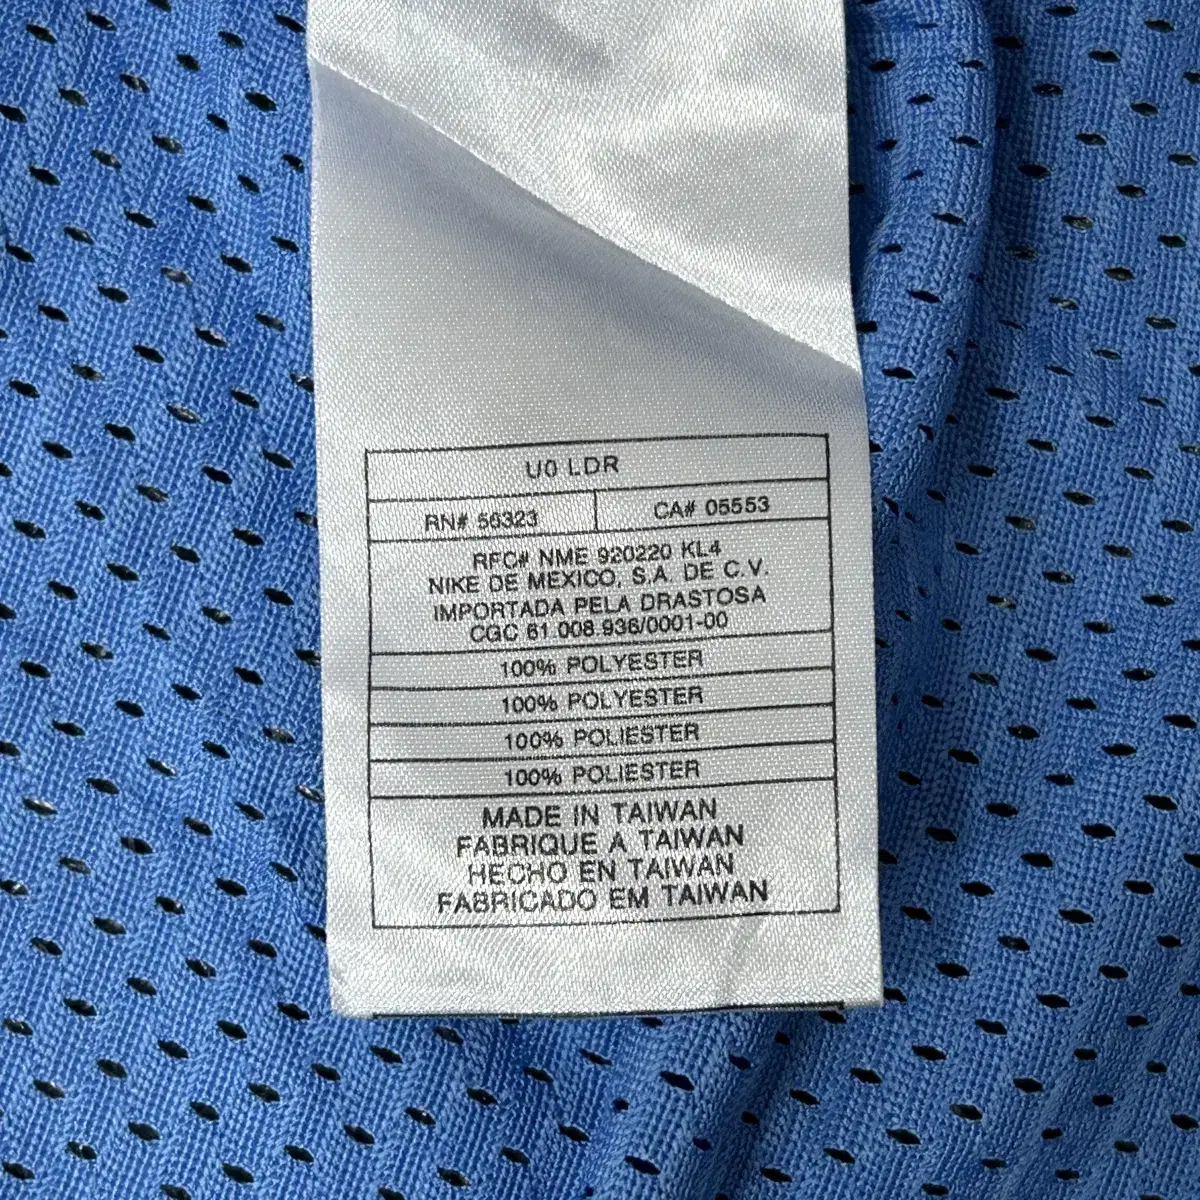 U0 LDR
RN# 56323
CA# 05553
RFC# NME 920220 KL4
NIKE DE MEXICO, S.A. DE C.V.
IMPORTADA PELA DRASTOSA
CGC 61 008 936/0001-00
100% POLYESTER
100% POLYESTER
100% POLIESTER
100% POLIESTER
MADE IN TAIWAN
FABRIQUE A TAIWAN
HECHO EN TAIWAN
FABRICADO EM TAIWAN